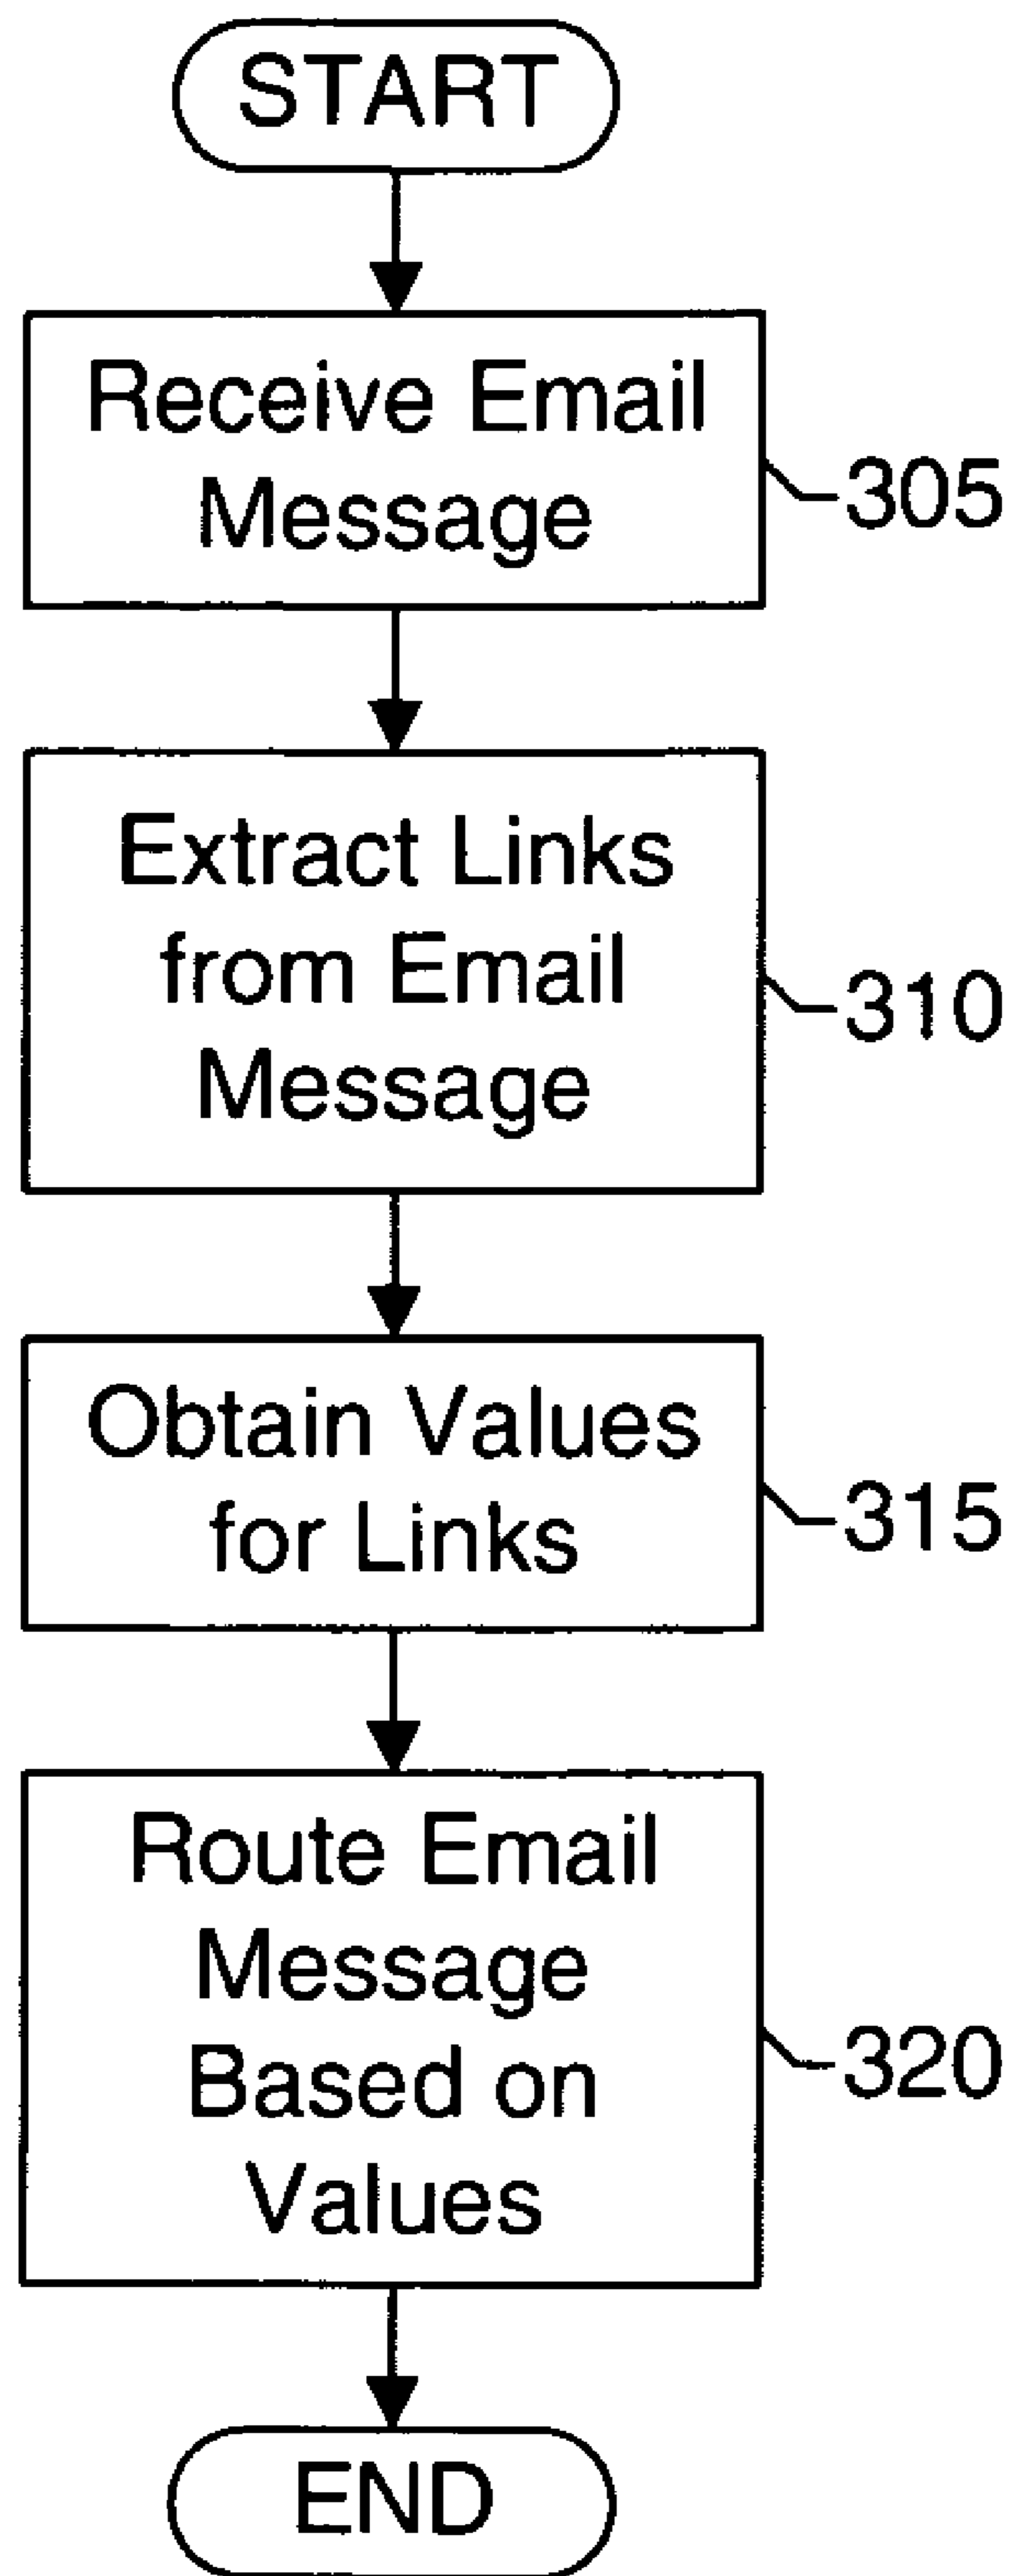 START
Receive Email
Message
305
Extract Links
from Email
Message
310
Obtain Values
for Links
315
Route Email
Message
Based on
Values
320
END